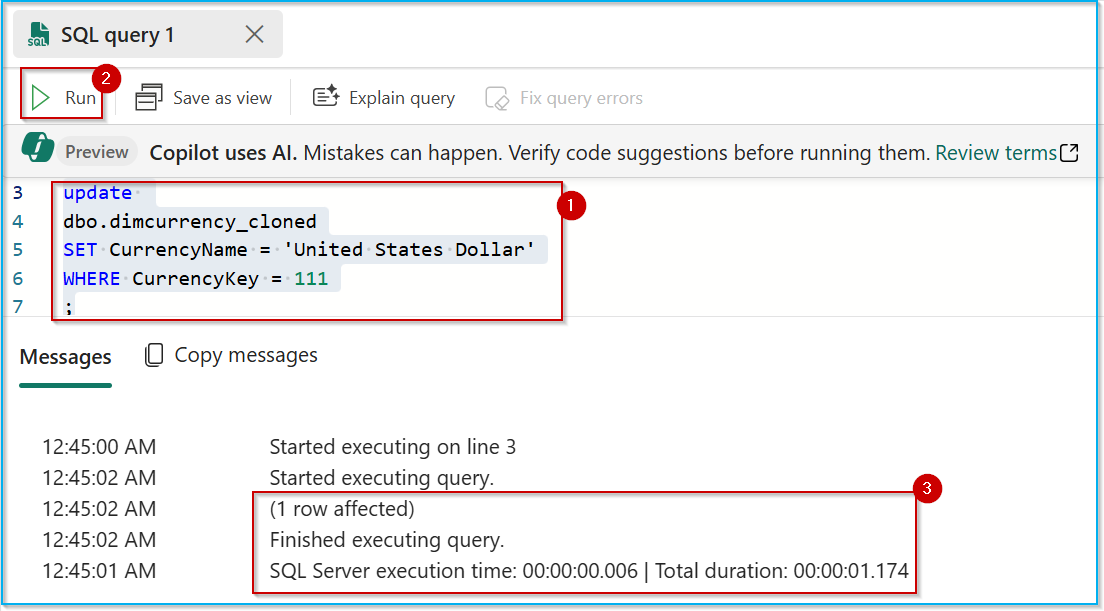 SQL query 1
2
Run
Save as view
Explain query
Fix query errors
Preview
Copilot uses AI. Mistakes can happen. Verify code suggestions before running them. Review terms
1
3 update
4 dbo.dimcurrency_cloned
5 SET CurrencyName = 'United States Dollar'
6 WHERE CurrencyKey = 111
7 ;
Messages
Copy messages
3
12:45:00 AM Started executing on line 3
12:45:02 AM Started executing query.
12:45:02 AM (1 row affected)
12:45:02 AM Finished executing query.
12:45:01 AM SQL Server execution time: 00:00:00.006 | Total duration: 00:00:01.174